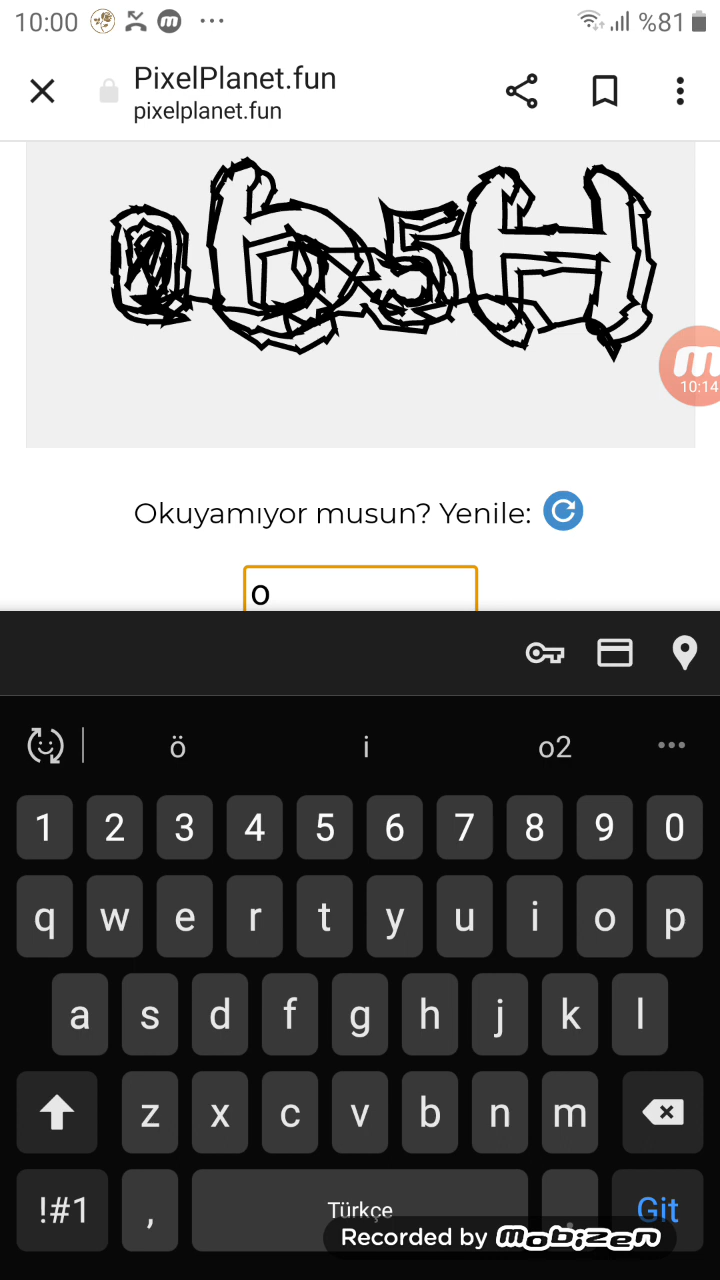 10:00 ... %81
PixelPlanet.fun
pixelplanet.fun
m
10:14
Okuyamıyor musun? Yenile:
o
ö i o2 ...
1 2 3 4 5 6 7 8 9 0
q w e r t y u i o p
a s d f g h j k l
z x c v b n m
!#1 , Türkçe . Git
Recorded by mobizen